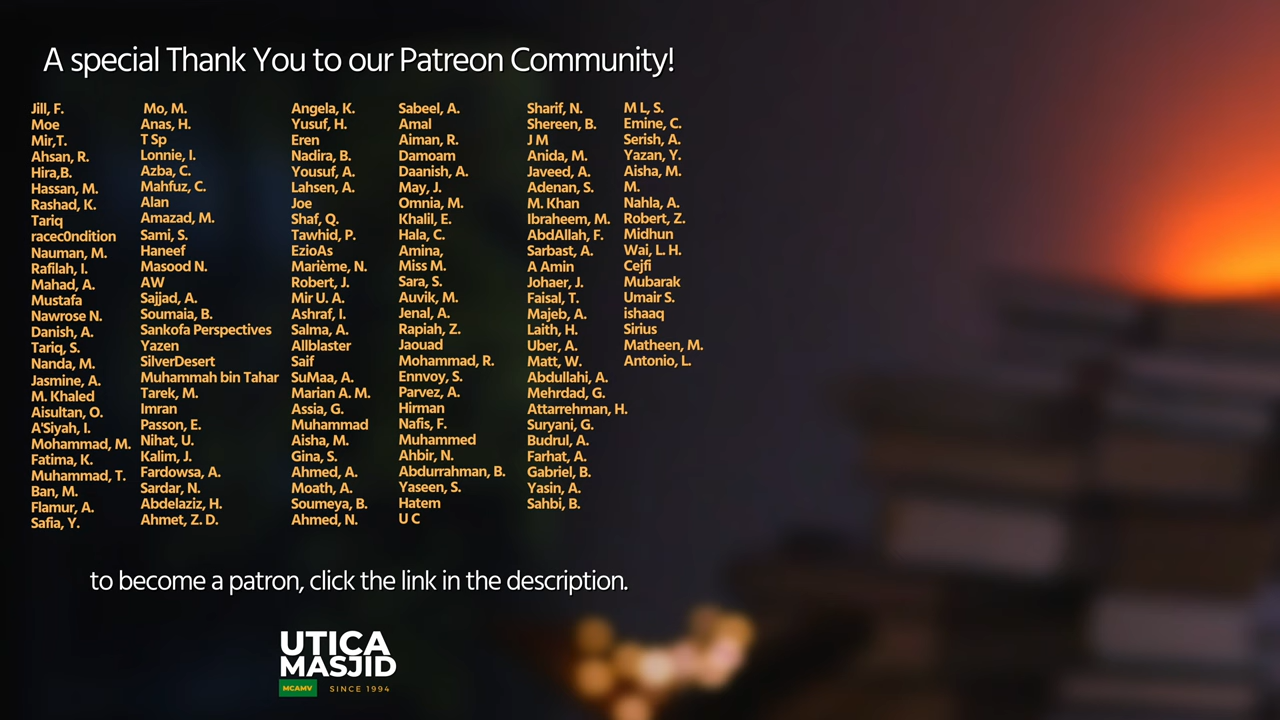 A special Thank You to our Patreon Community!
Jill, F.
Moe
Mir,T.
Ahsan, R.
Hira,B.
Hassan, M.
Rashad, K.
Tariq
racec0ndition
Nauman, M.
Rafilah, I.
Mahad, A.
Mustafa
Nawrose N.
Danish, A.
Tariq, S.
Nanda, M.
Jasmine, A.
M. Khaled
Aisultan, O.
A'Siyah, I.
Mohammad, M.
Fatima, K.
Muhammad, T.
Ban, M.
Flamur, A.
Safia, Y.
Mo, M.
Anas, H.
T Sp
Lonnie, I.
Azba, C.
Mahfuz, C.
Alan
Amazad, M.
Sami, S.
Haneef
Masood N.
AW
Sajjad, A.
Soumaia, B.
Sankofa Perspectives
Yazen
SilverDesert
Muhammah bin Tahar
Tarek, M.
Imran
Passon, E.
Nihat, U.
Kalim, J.
Fardowsa, A.
Sardar, N.
Abdelaziz, H.
Ahmet, Z. D.
Angela, K.
Yusuf, H.
Eren
Nadira, B.
Yousuf, A.
Lahsen, A.
Joe
Shaf, Q.
Tawhid, P.
EzioAs
Marième, N.
Robert, J.
Mir U. A.
Ashraf, I.
Salma, A.
Allblaster
Saif
SuMaa, A.
Marian A. M.
Assia, G.
Muhammad
Aisha, M.
Gina, S.
Ahmed, A.
Moath, A.
Soumeya, B.
Ahmed, N.
Sabeel, A.
Amal
Aiman, R.
Damoam
Daanish, A.
May, J.
Omnia, M.
Khalil, E.
Hala, C.
Amina,
Miss M.
Sara, S.
Auvik, M.
Jenal, A.
Rapiah, Z.
Jaouad
Mohammad, R.
Ennvoy, S.
Parvez, A.
Hirman
Nafis, F.
Muhammed
Ahbir, N.
Abdurrahman, B.
Yaseen, S.
Hatem
U C
Sharif, N.
Shereen, B.
J M
Anida, M.
Javeed, A.
Adenan, S.
M. Khan
Ibraheem, M.
AbdAllah, F.
Sarbast, A.
A Amin
Johaer, J.
Faisal, T.
Majeb, A.
Laith, H.
Uber, A.
Matt, W.
Abdullahi, A.
Mehrdad, G.
Attarrehman, H.
Suryani, G.
Budrul, A.
Farhat, A.
Gabriel, B.
Yasin, A.
Sahbi, B.
M L, S.
Emine, C.
Serish, A.
Yazan, Y.
Aisha, M.
M.
Nahla, A.
Robert, Z.
Midhun
Wai, L. H.
Cejfi
Mubarak
Umair S.
ishaaq
Sirius
Matheen, M.
Antonio, L.
to become a patron, click the link in the description.
UTICA
MASJID
MCAMV SINCE 1994